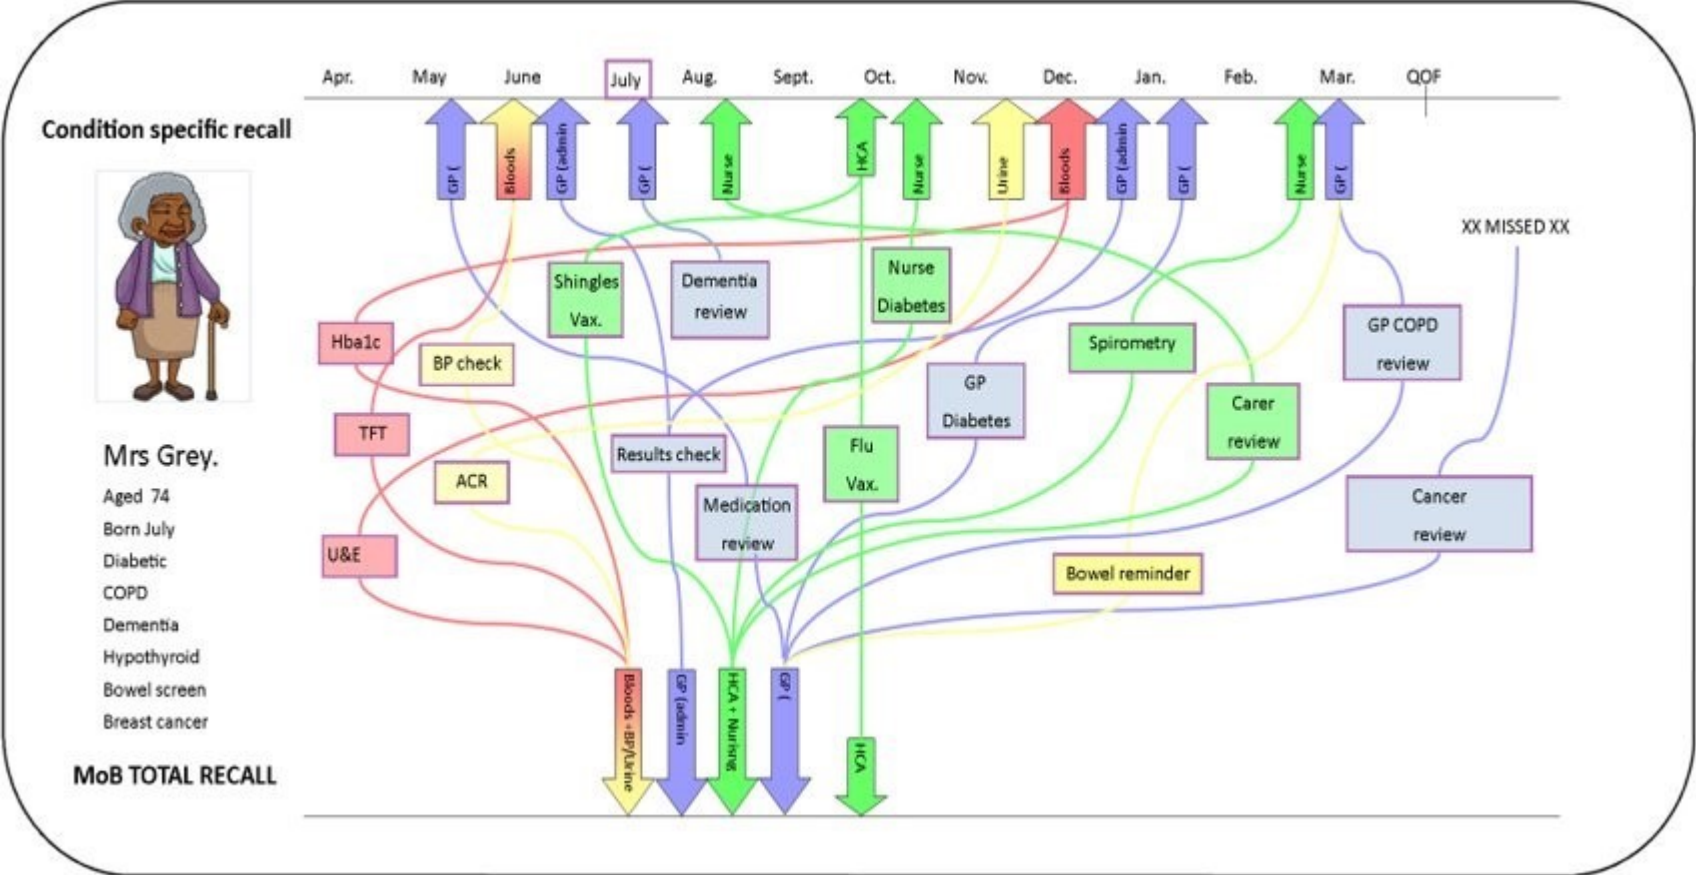 Apr. May June July Aug. Sept. Oct. Nov. Dec. Jan. Feb. Mar. QOF
Condition specific recall
GP (
Bloods
GP (admin
GP (
Nurse
HCA
Nurse
Urine
Bloods
GP (admin
GP (
Nurse
GP (
XX MISSED XX
Shingles
Vax.
Dementia
review
Nurse
Diabetes
Hba1c
BP check
Spirometry
GP COPD
review
GP
Diabetes
TFT
Carer
review
Results check
Flu
Vax.
ACR
Medication
review
Cancer
review
U&E
Bowel reminder
Mrs Grey.
Aged 74
Born July
Diabetic
COPD
Dementia
Hypothyroid
Bowel screen
Breast cancer
MoB TOTAL RECALL
Bloods +BP/Urine
GP (admin
HCA + Nurisng
GP (
HCA